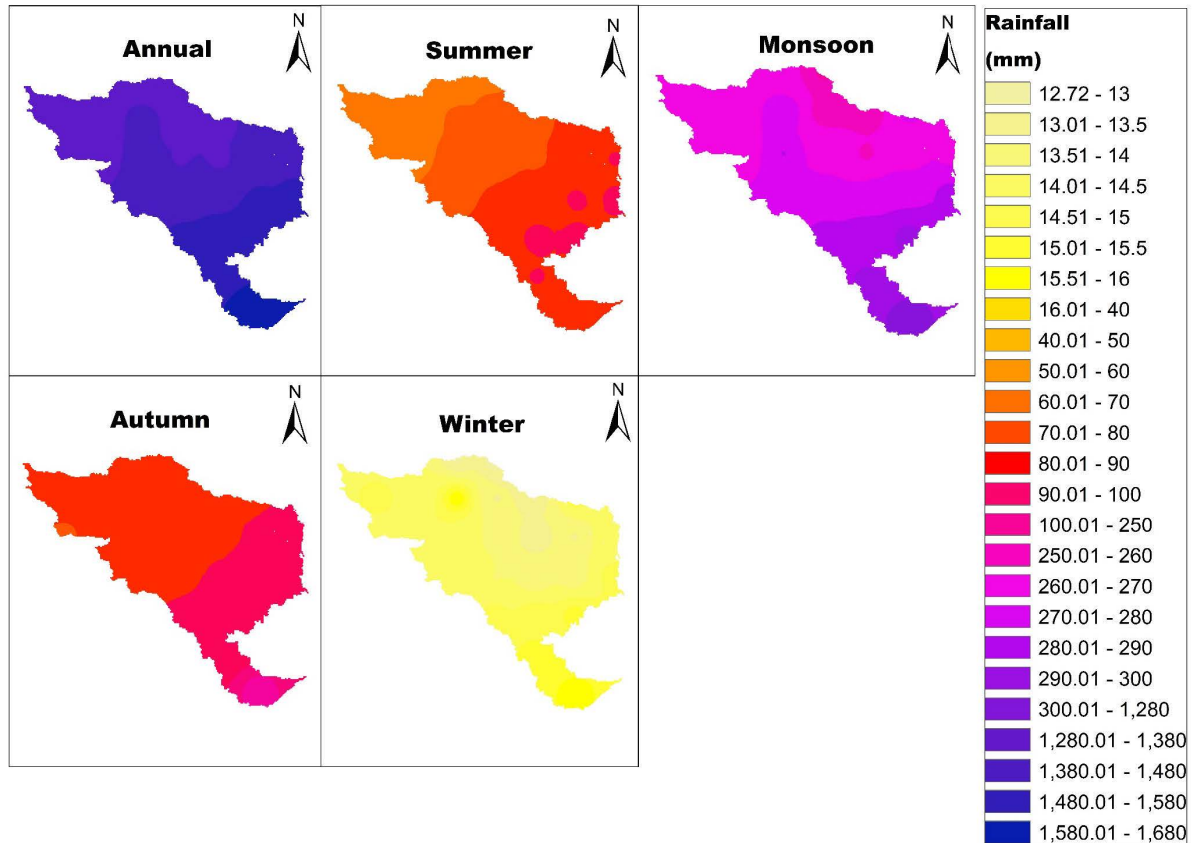 N
Annual
N
Summer
N
Monsoon
N
Autumn
N
Winter
Rainfall
(mm)
12.72 - 13
13.01 - 13.5
13.51 - 14
14.01 - 14.5
14.51 - 15
15.01 - 15.5
15.51 - 16
16.01 - 40
40.01 - 50
50.01 - 60
60.01 - 70
70.01 - 80
80.01 - 90
90.01 - 100
100.01 - 250
250.01 - 260
260.01 - 270
270.01 - 280
280.01 - 290
290.01 - 300
300.01 - 1,280
1,280.01 - 1,380
1,380.01 - 1,480
1,480.01 - 1,580
1,580.01 - 1,680